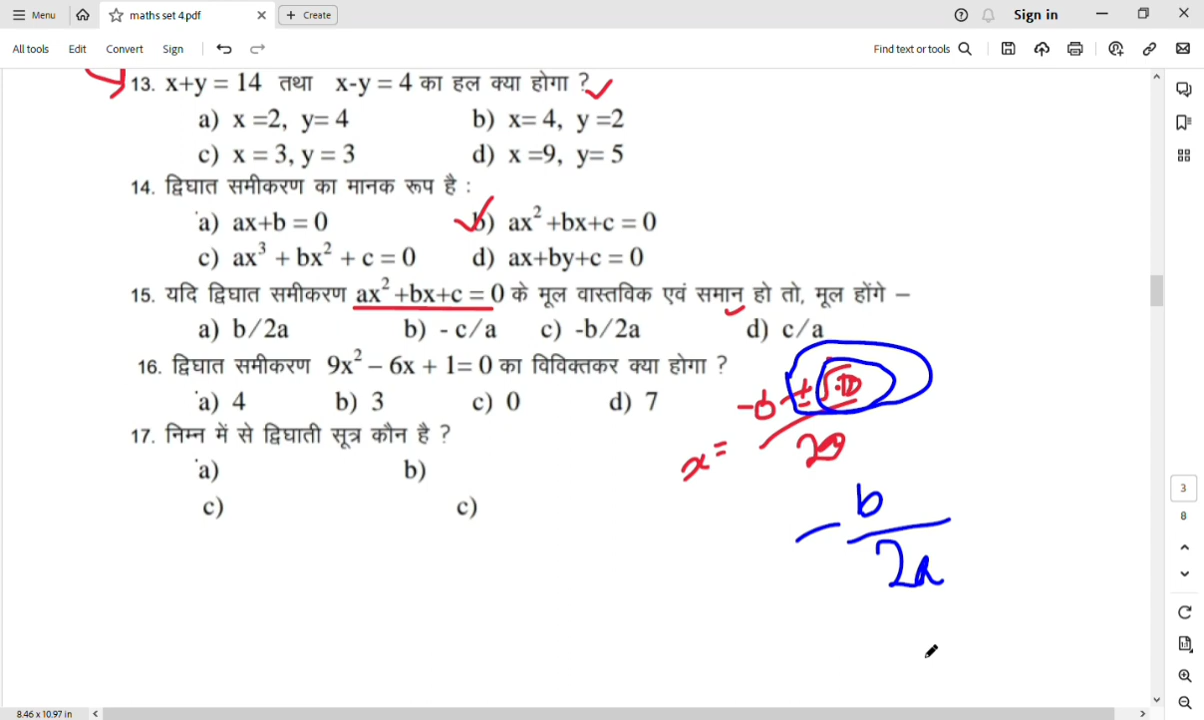 Menu maths set 4.pdf × + Create Sign in
All tools Edit Convert Sign Find text or tools
13. x+y = 14 तथा x-y = 4 का हल क्या होगा ?
a) x =2, y= 4 b) x= 4, y =2
c) x = 3, y = 3 d) x =9, y= 5
14. द्विघात समीकरण का मानक रूप है :
a) ax+b = 0 b) ax² +bx+c = 0
c) ax³ + bx² + c = 0 d) ax+by+c = 0
15. यदि द्विघात समीकरण ax² +bx+c = 0 के मूल वास्तविक एवं समान हो तो, मूल होंगे –
a) b/2a b) - c/a c) -b/2a d) c/a
16. द्विघात समीकरण 9x² – 6x + 1= 0 का विविक्तकर क्या होगा ?
a) 4 b) 3 c) 0 d) 7
x = -b ± √D / 2a
17. निम्न में से द्विघाती सूत्र कौन है ?
a) b)
c) c)
- b / 2a
3
8
8.46 x 10.97 in